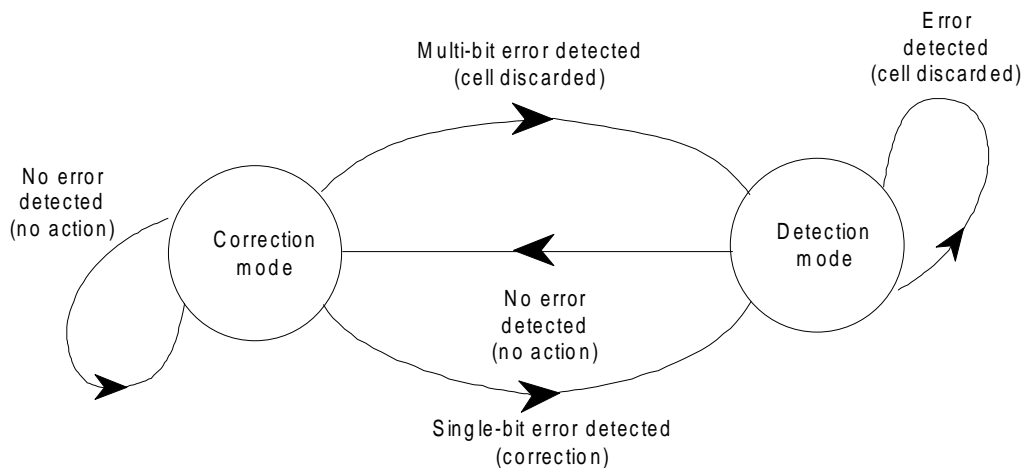 Multi-bit error detected
(cell discarded)
Error
detected
(cell discarded)
No error
detected
(no action)
Correction
mode
Detection
mode
No error
detected
(no action)
Single-bit error detected
(correction)